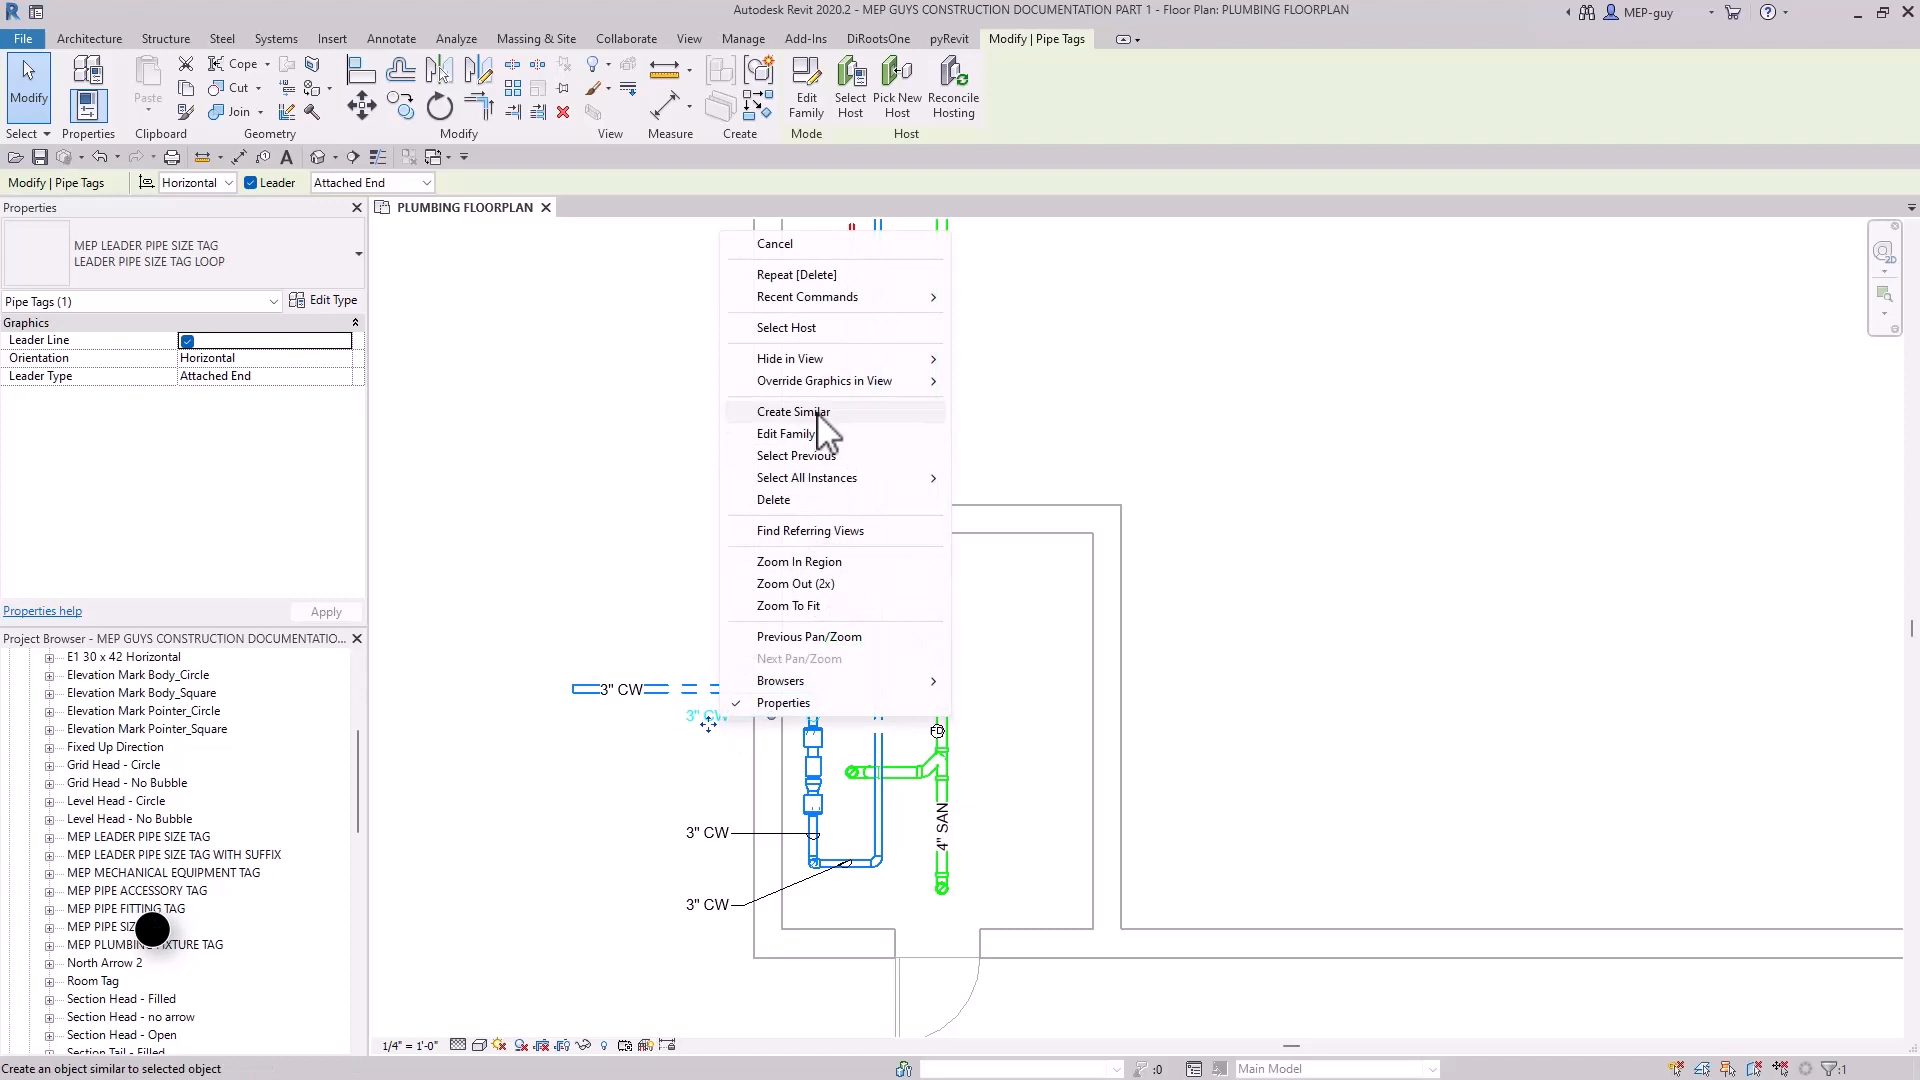 Autodesk Revit 2020.2 - MEP GUYS CONSTRUCTION DOCUMENTATION PART 1 - Floor Plan: PLUMBING FLOORPLAN
MEP-guy
File Architecture Structure Steel Systems Insert Annotate Analyze Massing & Site Collaborate View Manage Add-Ins DiRootsOne pyRevit Modify | Pipe Tags
Modify
Paste
Cope
Cut
Join
Edit Family
Select Host
Pick New Host
Reconcile Hosting
Select Properties Clipboard Geometry Modify View Measure Create Mode Host
Modify | Pipe Tags Horizontal Leader Attached End
Properties
PLUMBING FLOORPLAN
MEP LEADER PIPE SIZE TAG
LEADER PIPE SIZE TAG LOOP
Pipe Tags (1) Edit Type
Graphics
Leader Line
Orientation Horizontal
Leader Type Attached End
Properties help Apply
Project Browser - MEP GUYS CONSTRUCTION DOCUMENTATIO...
E1 30 x 42 Horizontal
Elevation Mark Body_Circle
Elevation Mark Body_Square
Elevation Mark Pointer_Circle
Elevation Mark Pointer_Square
Fixed Up Direction
Grid Head - Circle
Grid Head - No Bubble
Level Head - Circle
Level Head - No Bubble
MEP LEADER PIPE SIZE TAG
MEP LEADER PIPE SIZE TAG WITH SUFFIX
MEP MECHANICAL EQUIPMENT TAG
MEP PIPE ACCESSORY TAG
MEP PIPE FITTING TAG
MEP PIPE
MEP PLUMBING FIXTURE TAG
North Arrow 2
Room Tag
Section Head - Filled
Section Head - no arrow
Section Head - Open
Section Tail - Filled
Cancel
Repeat [Delete]
Recent Commands
Select Host
Hide in View
Override Graphics in View
Create Similar
Edit Family
Select Previous
Select All Instances
Delete
Find Referring Views
Zoom In Region
Zoom Out (2x)
Zoom To Fit
Previous Pan/Zoom
Next Pan/Zoom
Browsers
Properties
3" CW
3" CW
FD
3" CW
4" SAN
3" CW
2D
1/4" = 1'-0"
Create an object similar to selected object
:0
Main Model
:1